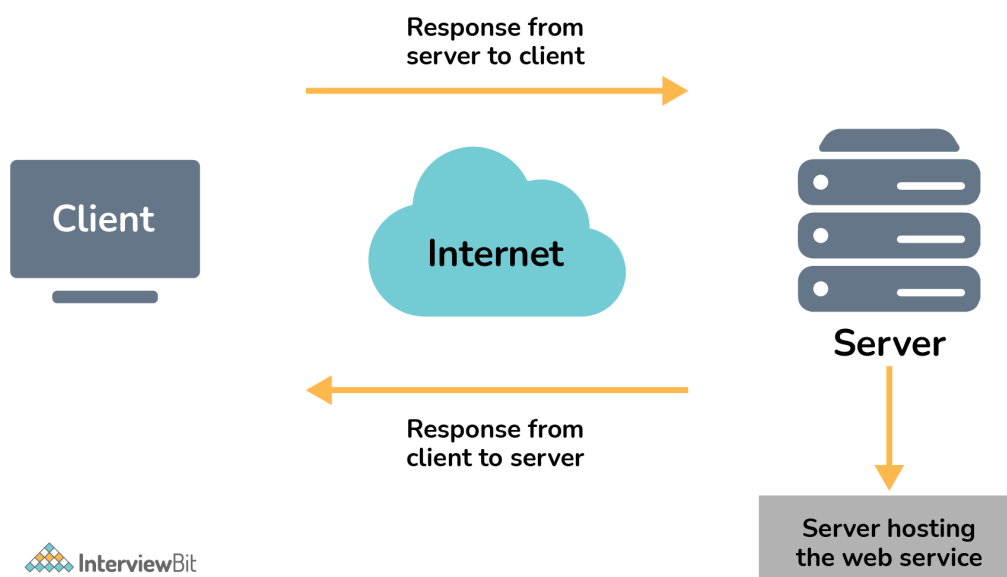 Response from
server to client
Client
Internet
Server
Response from
client to server
Server hosting
the web service
InterviewBit